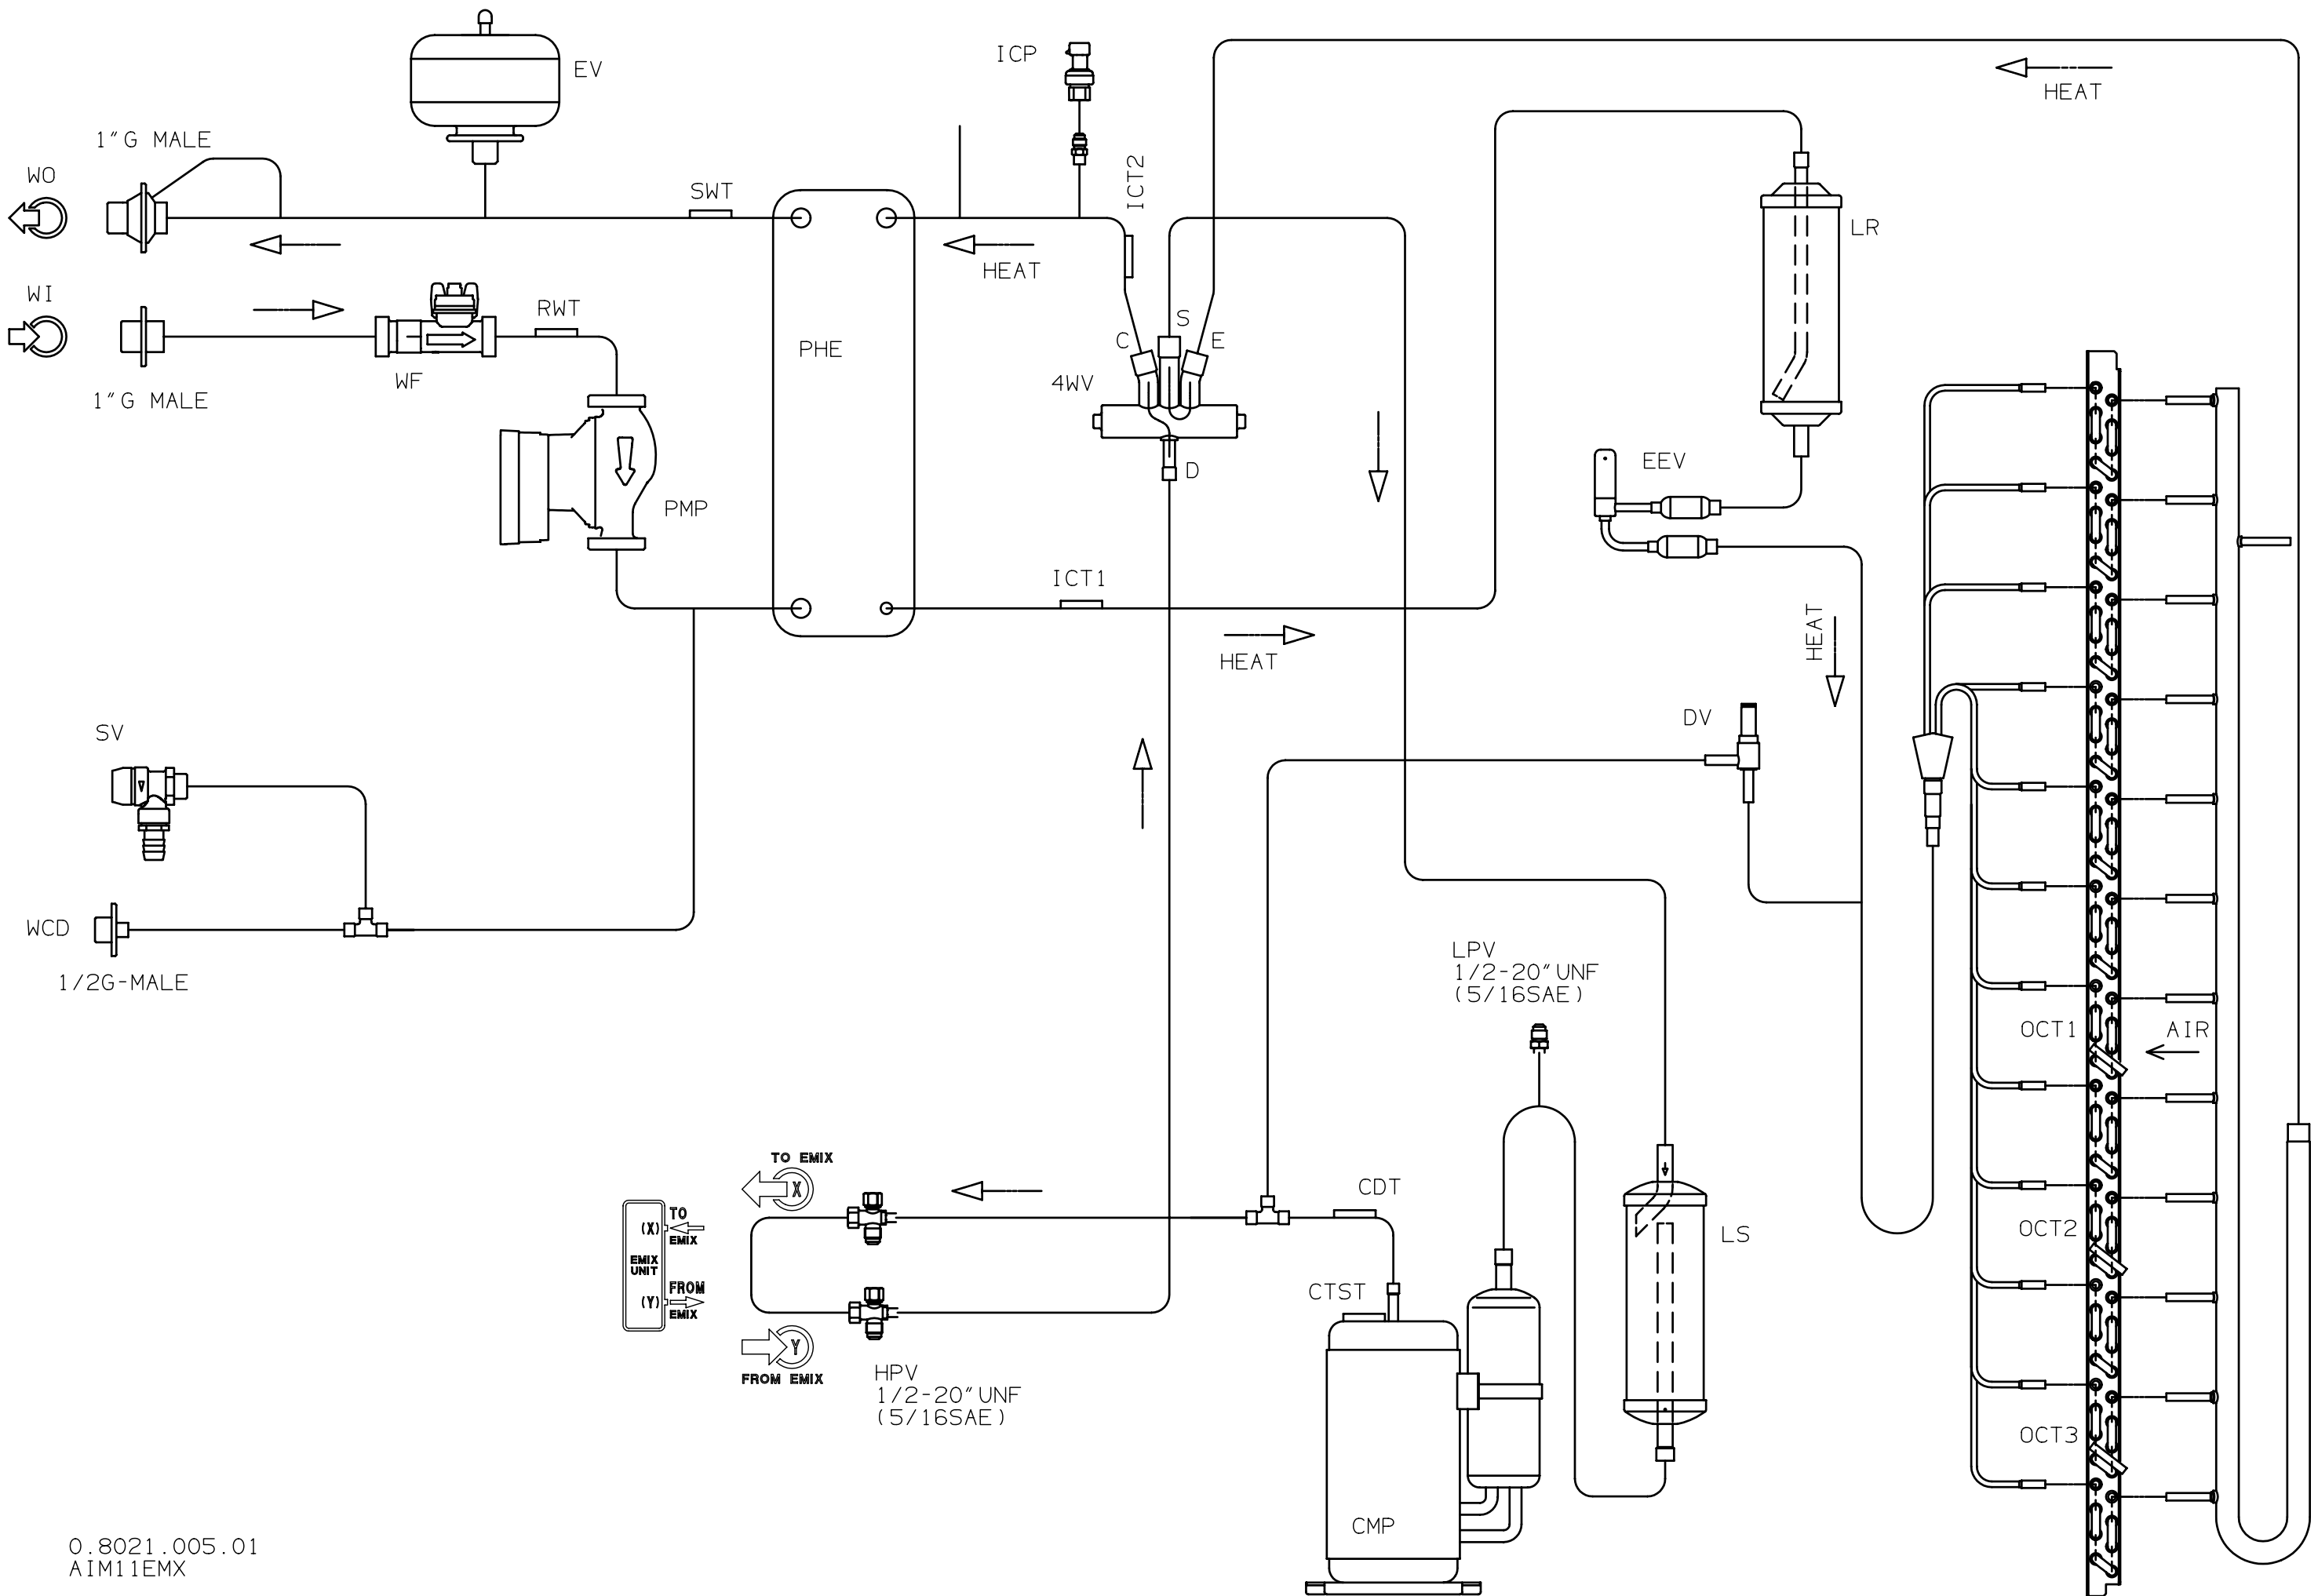 EV
ICP
HEAT
1"G MALE
WO
SWT
ICT2
LR
HEAT
WI
RWT
PHE
S
C
E
4WV
WF
1"G MALE
D
EEV
PMP
ICT1
HEAT
HEAT
SV
DV
WCD
1/2G-MALE
LPV
1/2-20"UNF
(5/16SAE)
OCT1
AIR
TO EMIX
X
CDT
TO
(X)
EMIX
EMIX
UNIT
FROM
(Y)
EMIX
OCT2
LS
CTST
Y
FROM EMIX
HPV
1/2-20"UNF
(5/16SAE)
OCT3
CMP
0.8021.005.01
AIM11EMX